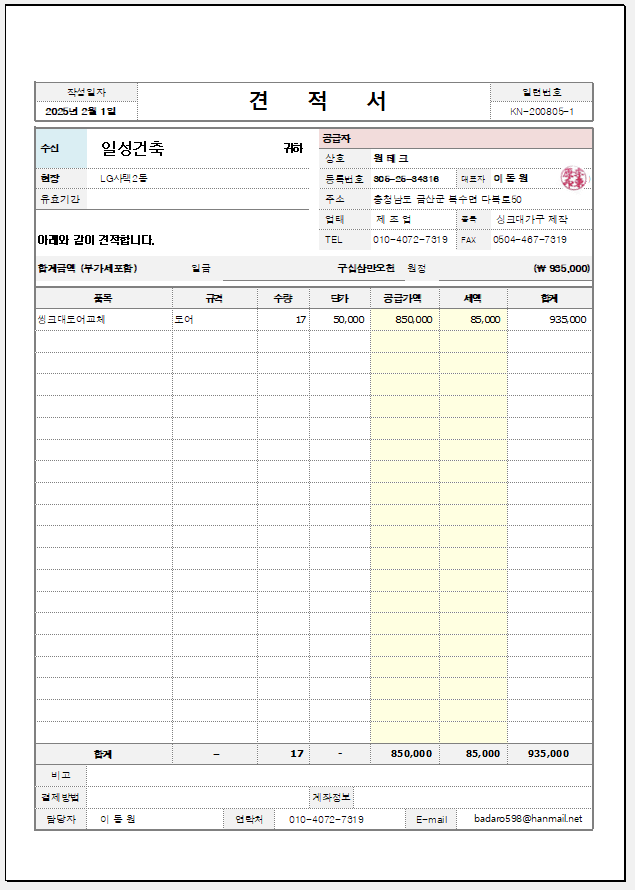 작성일자
견 적 서
일련번호
2025년 2월 1일
KN-200805-1
수신 일성건축 귀하
공급자
상호 원테크
현장 LG사택2동
등록번호 305-25-34316 대표자 이동원
유효기간
주소 충청남도 금산군 복수면 다복로50
업태 제조업 종목 싱크대가구 제작
아래와 같이 견적합니다.
TEL 010-4072-7319 FAX 0504-467-7319
합계금액 (부가세포함) 일금 구십삼만오천 원정 (₩ 935,000)
품목 규격 수량 단가 공급가액 세액 합계
씽크대도어교체 도어 17 50,000 850,000 85,000 935,000
합계 - 17 - 850,000 85,000 935,000
비고
결제방법 계좌정보
담당자 이동원 연락처 010-4072-7319 E-mail badaro598@hanmail.net